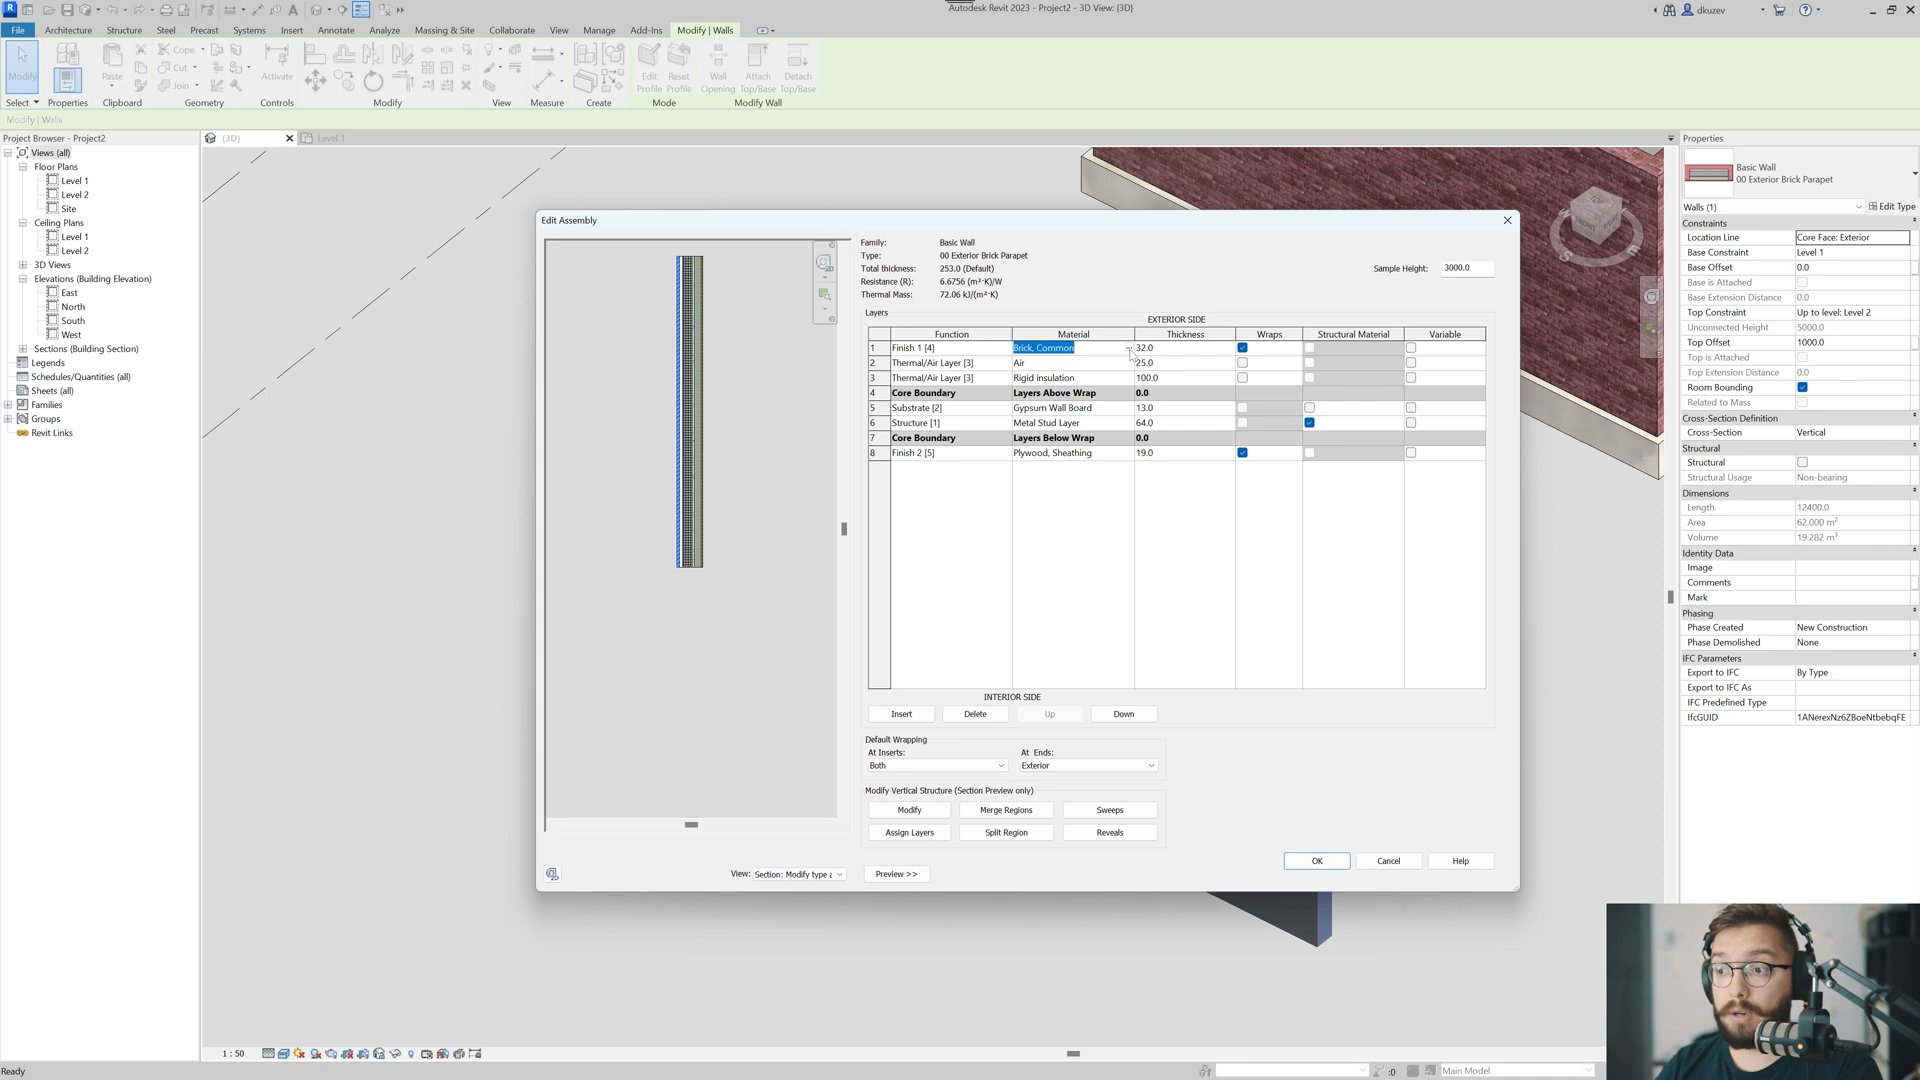 Autodesk Revit 2023 - Project2 - 3D View: {3D}
dkuzev
File Architecture Structure Steel Precast Systems Insert Annotate Analyze Massing & Site Collaborate View Manage Add-Ins Modify | Walls
Modify Paste Cope Cut Join Activate Edit Profile Reset Profile Wall Opening Attach Top/Base Detach Top/Base
Select Properties Clipboard Geometry Controls Modify View Measure Create Mode Modify Wall
Modify | Walls
Project Browser - Project2
Views (all)
Floor Plans
Level 1
Level 2
Site
Ceiling Plans
Level 1
Level 2
3D Views
Elevations (Building Elevation)
East
North
South
West
Sections (Building Section)
Legends
Schedules/Quantities (all)
Sheets (all)
Families
Groups
Revit Links
{3D}
Level 1
Edit Assembly
Family: Basic Wall
Type: 00 Exterior Brick Parapet
Total thickness: 253.0 (Default)
Resistance (R): 6.6756 (m²·K)/W
Thermal Mass: 72.06 kJ/(m²·K)
Sample Height: 3000.0
Layers
EXTERIOR SIDE
Function Material Thickness Wraps Structural Material Variable
1 Finish 1 [4] Brick, Common 32.0
2 Thermal/Air Layer [3] Air 25.0
3 Thermal/Air Layer [3] Rigid insulation 100.0
4 Core Boundary Layers Above Wrap 0.0
5 Substrate [2] Gypsum Wall Board 13.0
6 Structure [1] Metal Stud Layer 64.0
7 Core Boundary Layers Below Wrap 0.0
8 Finish 2 [5] Plywood, Sheathing 19.0
INTERIOR SIDE
Insert Delete Up Down
Default Wrapping
At Inserts: At Ends:
Both Exterior
Modify Vertical Structure (Section Preview only)
Modify Merge Regions Sweeps
Assign Layers Split Region Reveals
OK Cancel Help
View: Section: Modify type a Preview >>
Properties
Basic Wall
00 Exterior Brick Parapet
Walls (1) Edit Type
Constraints
Location Line Core Face: Exterior
Base Constraint Level 1
Base Offset 0.0
Base is Attached
Base Extension Distance 0.0
Top Constraint Up to level: Level 2
Unconnected Height 5000.0
Top Offset 1000.0
Top is Attached
Top Extension Distance 0.0
Room Bounding
Related to Mass
Cross-Section Definition
Cross-Section Vertical
Structural
Structural
Structural Usage Non-bearing
Dimensions
Length 12400.0
Area 62.000 m²
Volume 19.282 m³
Identity Data
Image
Comments
Mark
Phasing
Phase Created New Construction
Phase Demolished None
IFC Parameters
Export to IFC By Type
Export to IFC As
IFC Predefined Type
IfcGUID 1ANerexNz6ZBoeNtbebqFE
1 : 50
Ready
:0
Main Model